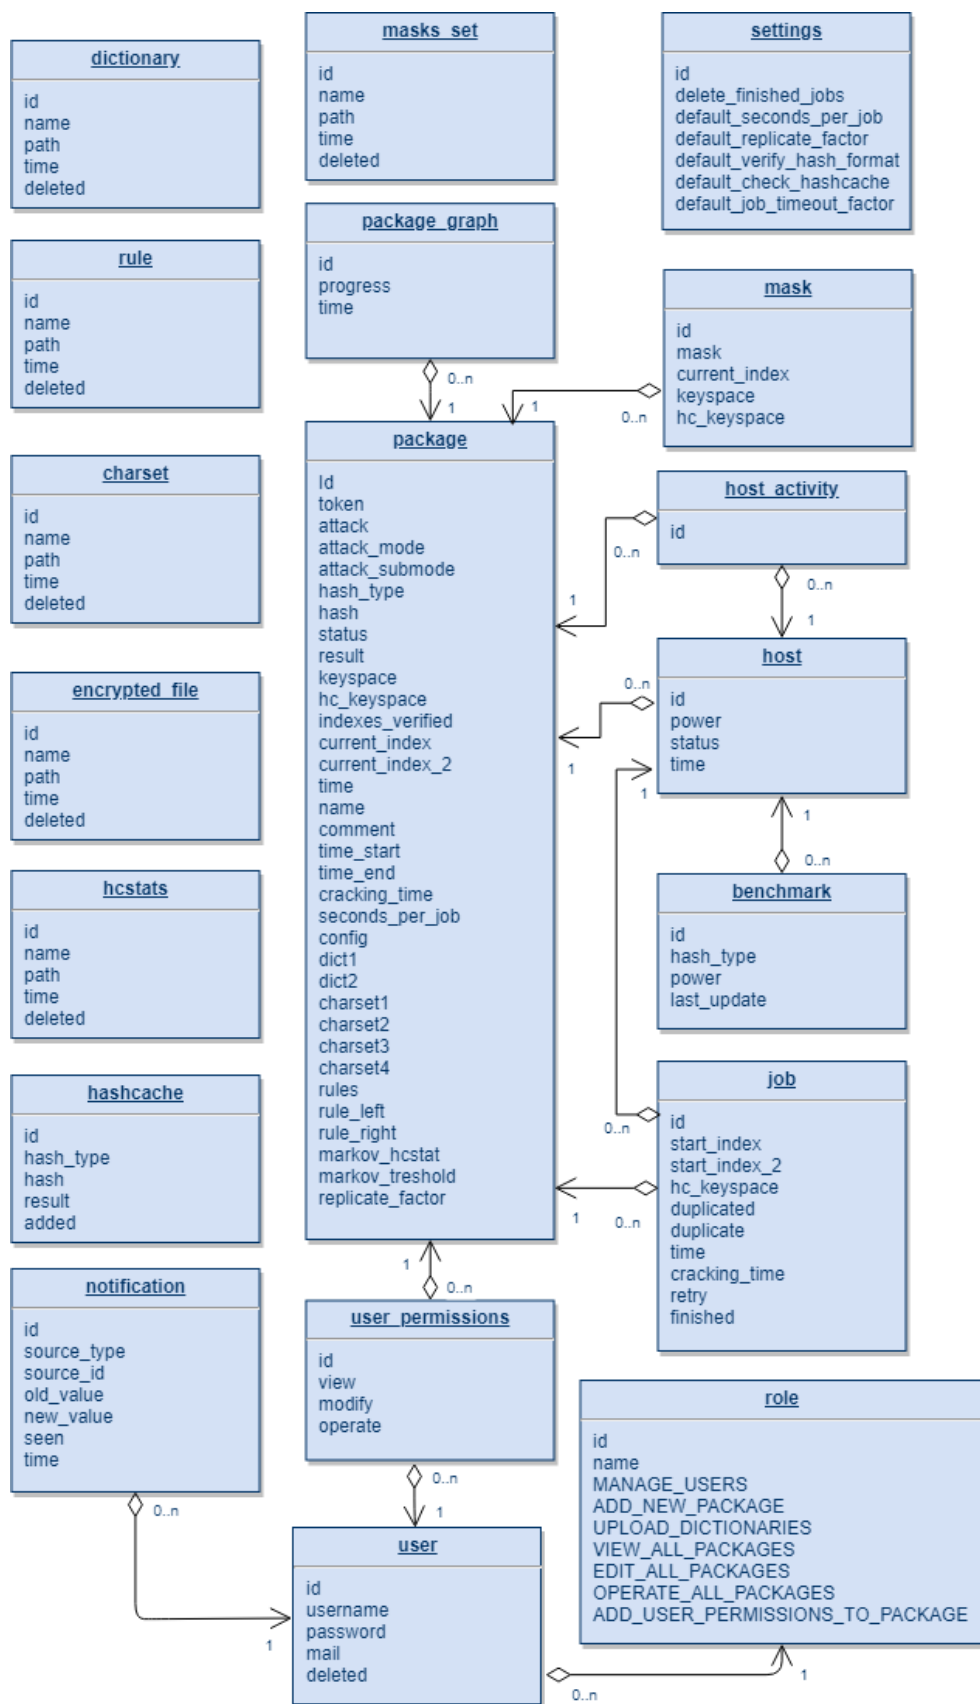 dictionary
id
name
path
time
deleted
rule
id
name
path
time
deleted
charset
id
name
path
time
deleted
encrypted_file
id
name
path
time
deleted
hcstats
id
name
path
time
deleted
hashcache
id
hash_type
hash
result
added
notification
id
source_type
source_id
old_value
new_value
seen
time
0..n
1
masks_set
id
name
path
time
deleted
package_graph
id
progress
time
0..n
1
package
Id
token
attack
attack_mode
attack_submode
hash_type
hash
status
result
keyspace
hc_keyspace
indexes_verified
current_index
current_index_2
time
name
comment
time_start
time_end
cracking_time
seconds_per_job
config
dict1
dict2
charset1
charset2
charset3
charset4
rules
rule_left
rule_right
markov_hcstat
markov_treshold
replicate_factor
1
0..n
user_permissions
id
view
modify
operate
0..n
1
user
id
username
password
mail
deleted
0..n
1
settings
id
delete_finished_jobs
default_seconds_per_job
default_replicate_factor
default_verify_hash_format
default_check_hashcache
default_job_timeout_factor
mask
id
mask
current_index
keyspace
hc_keyspace
1
0..n
host_activity
id
0..n
1
0..n
1
host
id
power
status
time
0..n
1
1
1
0..n
benchmark
id
hash_type
power
last_update
job
id
start_index
start_index_2
hc_keyspace
duplicated
duplicate
time
cracking_time
retry
finished
0..n
1
0..n
role
id
name
MANAGE_USERS
ADD_NEW_PACKAGE
UPLOAD_DICTIONARIES
VIEW_ALL_PACKAGES
EDIT_ALL_PACKAGES
OPERATE_ALL_PACKAGES
ADD_USER_PERMISSIONS_TO_PACKAGE